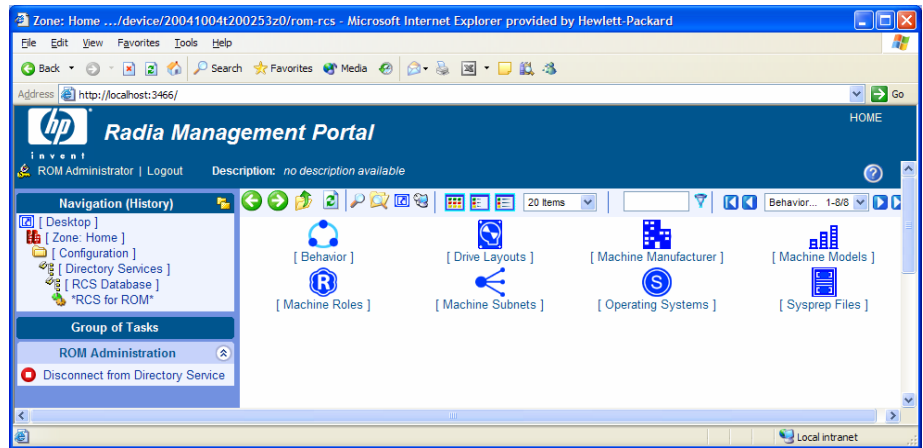 Zone: Home .../device/20041004t200253z0/rom-rcs - Microsoft Internet Explorer provided by Hewlett-Packard
File Edit View Favorites Tools Help
Back Search Favorites Media
Address http://localhost:3466/ Go
hp Radia Management Portal HOME
invent
ROM Administrator | Logout Description: no description available
Navigation (History) 20 Items Behavior... 1-8/8
[ Desktop ]
[ Zone: Home ]
[ Configuration ]
[ Directory Services ]
[ RCS Database ]
*RCS for ROM*
[ Behavior ] [ Drive Layouts ] [ Machine Manufacturer ] [ Machine Models ]
[ Machine Roles ] [ Machine Subnets ] [ Operating Systems ] [ Sysprep Files ]
Group of Tasks
ROM Administration
Disconnect from Directory Service
Local intranet